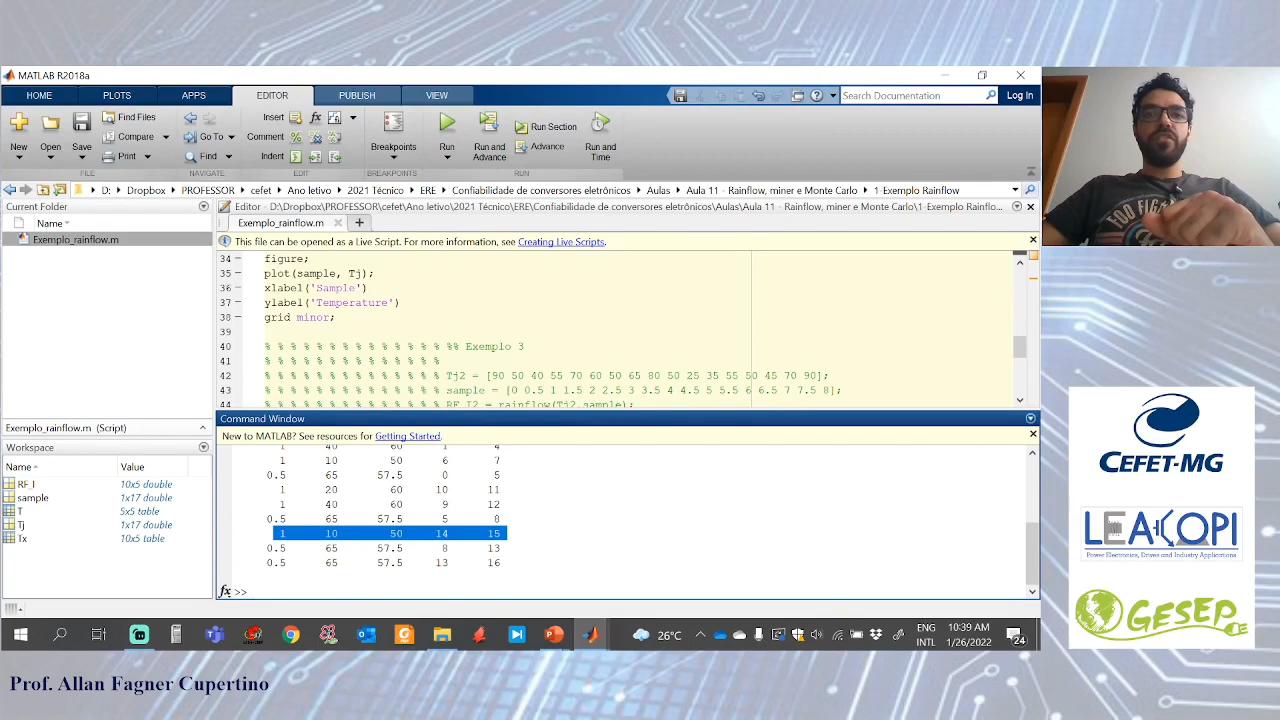 MATLAB R2018a
HOME PLOTS APPS EDITOR PUBLISH VIEW Search Documentation Log In
New Open Save Find Files Compare Print Go To Find Insert Comment Indent fx Breakpoints Run Run and Advance Run Section Advance Run and Time
FILE NAVIGATE EDIT BREAKPOINTS RUN
D: Dropbox PROFESSOR cefet Ano letivo 2021 Técnico ERE Confiabilidade de conversores eletrônicos Aulas Aula 11 - Rainflow, miner e Monte Carlo 1-Exemplo Rainflow
Current Folder
Name
Exemplo_rainflow.m
Editor - D:\Dropbox\PROFESSOR\cefet\Ano letivo\2021 Técnico\ERE\Confiabilidade de conversores eletrônicos\Aulas\Aula 11 - Rainflow, miner e Monte Carlo\1-Exemplo Rainflo...
Exemplo_rainflow.m
This file can be opened as a Live Script. For more information, see Creating Live Scripts.
34 figure;
35 plot(sample, Tj);
36 xlabel('Sample')
37 ylabel('Temperature')
38 grid minor;
39
40 % % % % % % % % % % % % % % %% Exemplo 3
41 % % % % % % % % % % % % % %
42 % % % % % % % % % % % % % % Tj2 = [90 50 40 55 70 60 50 65 80 50 25 35 55 50 45 70 90];
43 % % % % % % % % % % % % % % sample = [0 0.5 1 1.5 2 2.5 3 3.5 4 4.5 5 5.5 6 6.5 7 7.5 8];
44 % % % % % % % % % % % % % % RF_I2 = rainflow(Tj2,sample);
Exemplo_rainflow.m (Script)
Workspace
Name Value
RF_I 10x5 double
sample 1x17 double
T 5x5 table
Tj 1x17 double
Tx 10x5 table
Command Window
New to MATLAB? See resources for Getting Started.
1 40 60 1 4
1 10 50 6 7
0.5 65 57.5 0 5
1 20 60 10 11
1 40 60 9 12
0.5 65 57.5 5 8
1 10 50 14 15
0.5 65 57.5 8 13
0.5 65 57.5 13
fx >>
26°C
ENG
INTL
10:39 AM
1/26/2022
24
FOO
CEFET-MG
LEACOPI
Power Electronics, Drives and Industry Applications
GESEP
Prof. Allan Fagner Cupertino